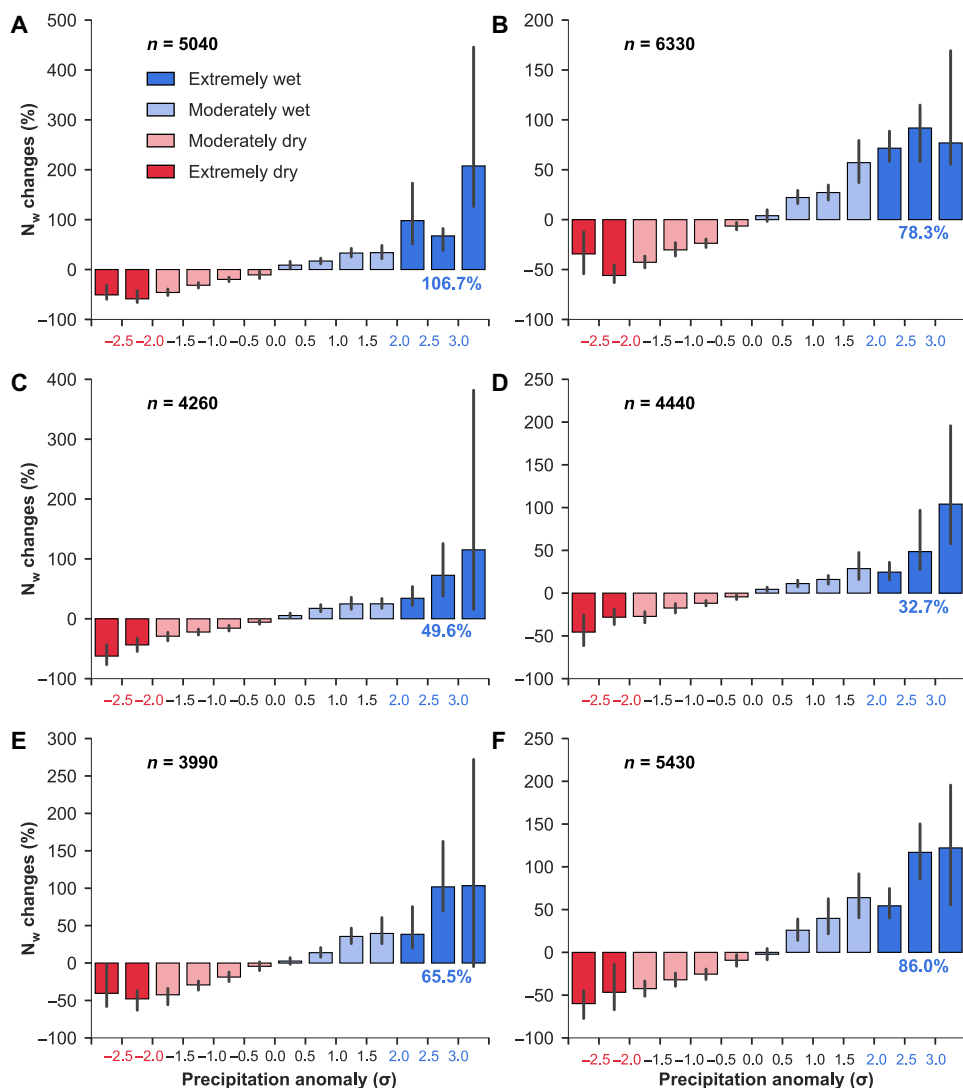 A
n = 5040
Extremely wet
Moderately wet
Moderately dry
Extremely dry
N_w changes (%)
500
400
300
200
100
0
−100
106.7%
−2.5 −2.0 −1.5 −1.0 −0.5 0.0 0.5 1.0 1.5 2.0 2.5 3.0
B
n = 6330
N_w changes (%)
200
150
100
50
0
−50
−100
78.3%
−2.5 −2.0 −1.5 −1.0 −0.5 0.0 0.5 1.0 1.5 2.0 2.5 3.0
C
n = 4260
N_w changes (%)
400
300
200
100
0
−100
49.6%
−2.5 −2.0 −1.5 −1.0 −0.5 0.0 0.5 1.0 1.5 2.0 2.5 3.0
D
n = 4440
N_w changes (%)
250
200
150
100
50
0
−50
−100
32.7%
−2.5 −2.0 −1.5 −1.0 −0.5 0.0 0.5 1.0 1.5 2.0 2.5 3.0
E
n = 3990
N_w changes (%)
300
250
200
150
100
50
0
−50
−100
65.5%
−2.5 −2.0 −1.5 −1.0 −0.5 0.0 0.5 1.0 1.5 2.0 2.5 3.0
Precipitation anomaly (σ)
F
n = 5430
N_w changes (%)
250
200
150
100
50
0
−50
−100
86.0%
−2.5 −2.0 −1.5 −1.0 −0.5 0.0 0.5 1.0 1.5 2.0 2.5 3.0
Precipitation anomaly (σ)